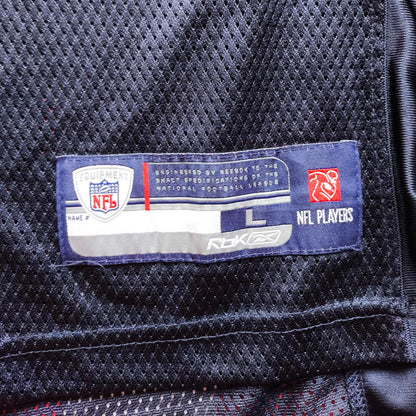 EQUIPMENT
NFL
NAME #
ENGINEERED BY REEBOK TO THE
EXACT SPECIFICATIONS OF THE
NATIONAL FOOTBALL LEAGUE
L
RBK
NFL PLAYERS